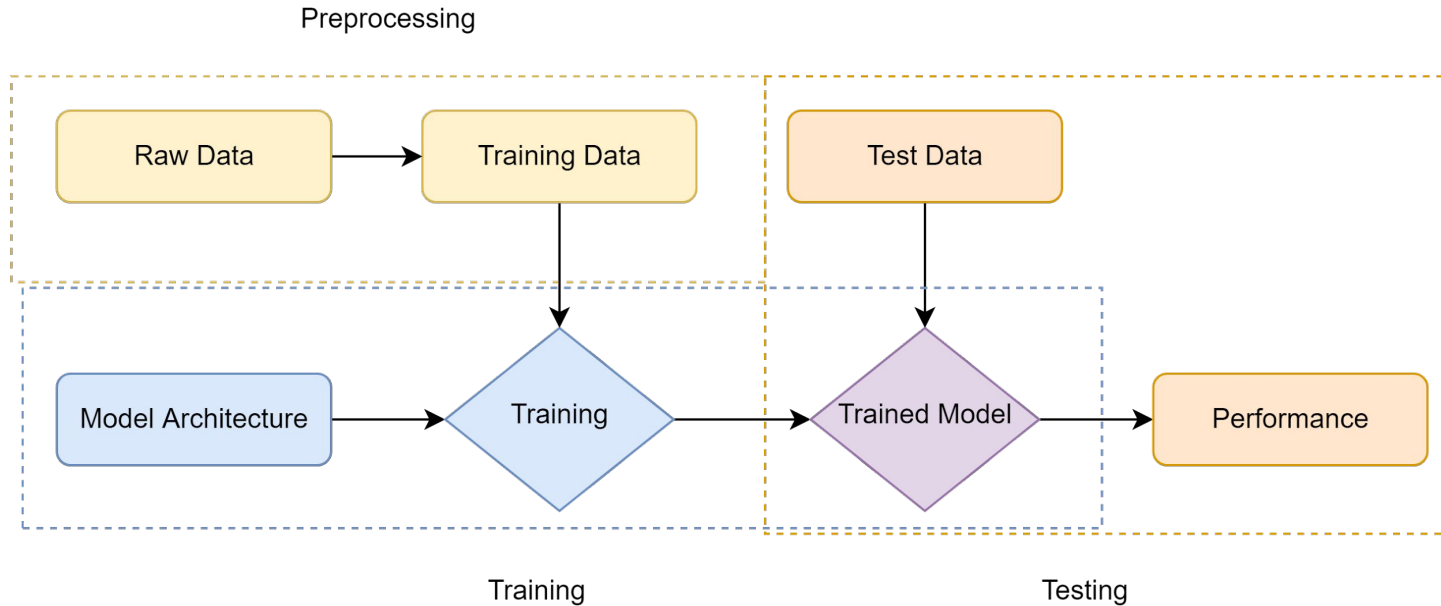 Preprocessing
Raw Data
Training Data
Test Data
Model Architecture
Training
Trained Model
Performance
Training
Testing